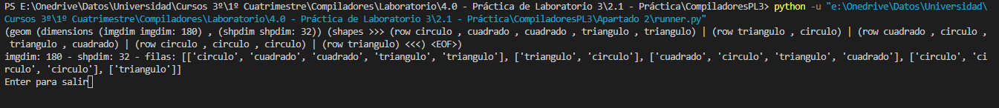 PS E:\Onedrive\Datos\Universidad\Cursos 3º\1º Cuatrimestre\Compiladores\Laboratorio\4.0 - Práctica de Laboratorio 3\2.1 - Práctica\CompiladoresPL3> python -u "e:\Onedrive\Datos\Universidad\
Cursos 3º\1º Cuatrimestre\Compiladores\Laboratorio\4.0 - Práctica de Laboratorio 3\2.1 - Práctica\CompiladoresPL3\Apartado 2\runner.py"
(geom (dimensions (imgdim imgdim: 180) , (shpdim shpdim: 32)) (shapes >>> (row circulo , cuadrado , cuadrado , triangulo , triangulo) | (row triangulo , circulo) | (row cuadrado , circulo ,
triangulo , cuadrado) | (row circulo , circulo , circulo) | (row triangulo) <<<) <EOF>)
imgdim: 180 - shpdim: 32 - filas: [['circulo', 'cuadrado', 'cuadrado', 'triangulo', 'triangulo'], ['triangulo', 'circulo'], ['cuadrado', 'circulo', 'triangulo', 'cuadrado'], ['circulo', 'ci
rculo', 'circulo'], ['triangulo']]
Enter para salir